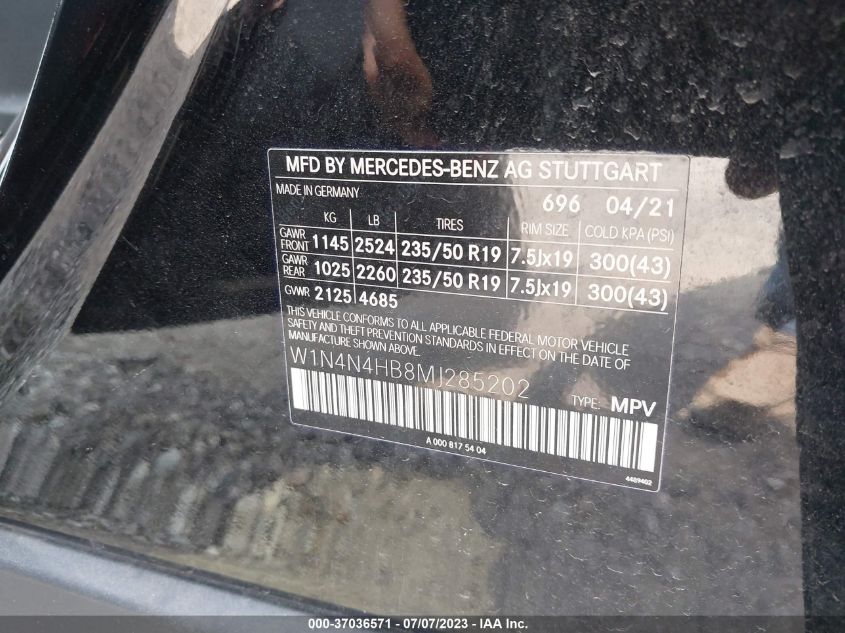 MFD BY MERCEDES-BENZ AG STUTTGART
MADE IN GERMANY 696 04/21
KG LB TIRES RIM SIZE COLD KPA (PSI)
GAWR FRONT 1145 2524 235/50 R19 7.5Jx19 300(43)
GAWR REAR 1025 2260 235/50 R19 7.5Jx19 300(43)
GVWR 2125 4685
THIS VEHICLE CONFORMS TO ALL APPLICABLE FEDERAL MOTOR VEHICLE
SAFETY AND THEFT PREVENTION STANDARDS IN EFFECT ON THE DATE OF
MANUFACTURE SHOWN ABOVE.
W1N4N4HB8MJ285202
TYPE: MPV
A 000 817 54 04
4489402
000-37036571 - 07/07/2023 - IAA Inc.